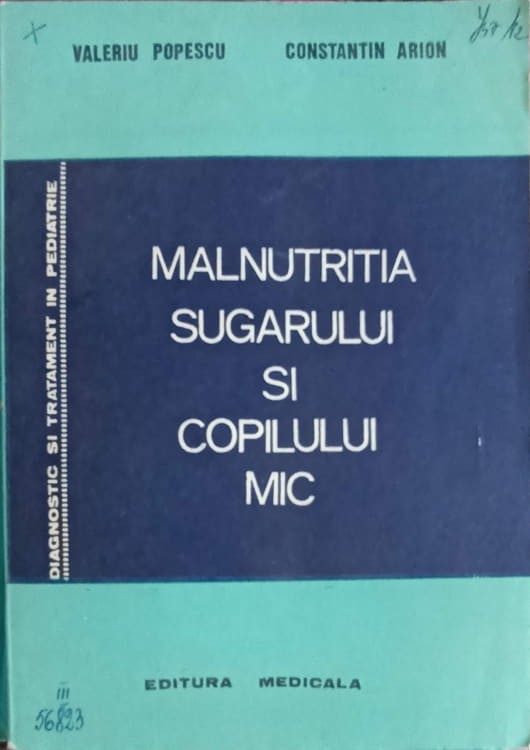 VALERIU POPESCU CONSTANTIN ARION
DIAGNOSTIC SI TRATAMENT IN PEDIATRIE
MALNUTRITIA
SUGARULUI
SI
COPILULUI
MIC
EDITURA MEDICALA
III
56823